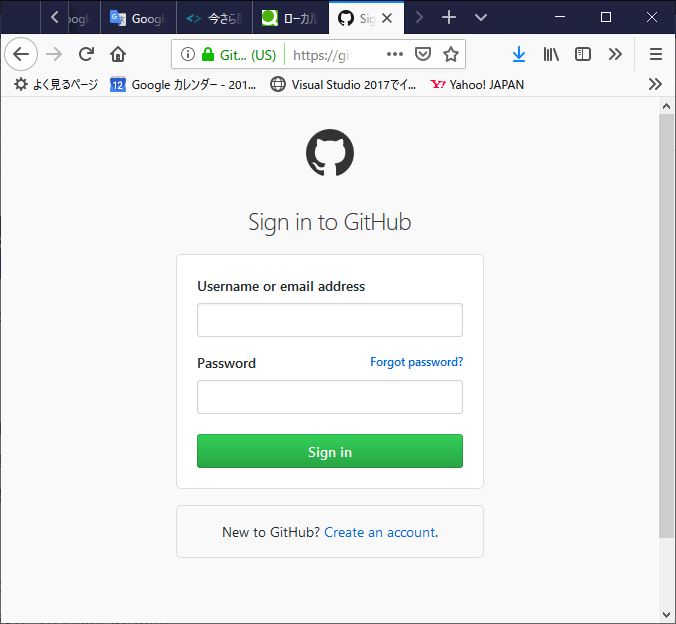 Google
今さら
ローカル
Sig
Git... (US)
https://gi
よく見るページ
12
Google カレンダー - 201...
Visual Studio 2017でイ...
Y!
Yahoo! JAPAN
Sign in to GitHub
Username or email address
Password
Forgot password?
Sign in
New to GitHub? Create an account.